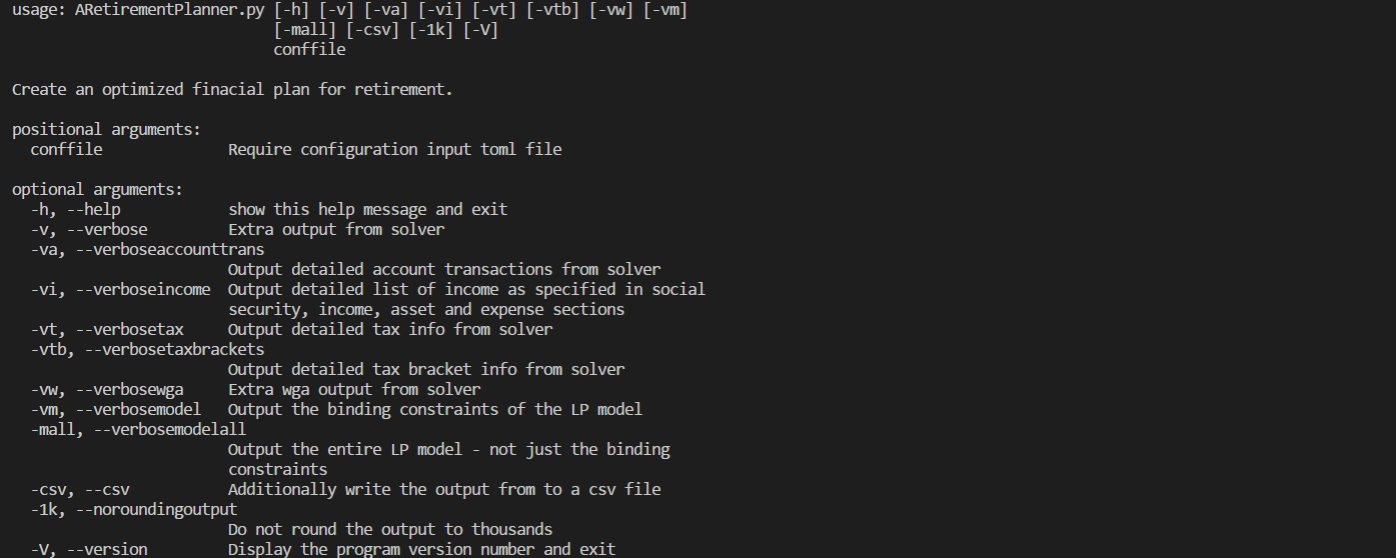 usage: ARetirementPlanner.py [-h] [-v] [-va] [-vi] [-vt] [-vtb] [-vw] [-vm]
                             [-mall] [-csv] [-1k] [-V]
                             conffile

Create an optimized finacial plan for retirement.

positional arguments:
  conffile              Require configuration input toml file

optional arguments:
  -h, --help            show this help message and exit
  -v, --verbose         Extra output from solver
  -va, --verboseaccounttrans
                        Output detailed account transactions from solver
  -vi, --verboseincome  Output detailed list of income as specified in social
                        security, income, asset and expense sections
  -vt, --verbosetax     Output detailed tax info from solver
  -vtb, --verbosetaxbrackets
                        Output detailed tax bracket info from solver
  -vw, --verbosewga     Extra wga output from solver
  -vm, --verbosemodel   Output the binding constraints of the LP model
  -mall, --verbosemodelall
                        Output the entire LP model - not just the binding
                        constraints
  -csv, --csv           Additionally write the output from to a csv file
  -1k, --noroundingoutput
                        Do not round the output to thousands
  -V, --version         Display the program version number and exit